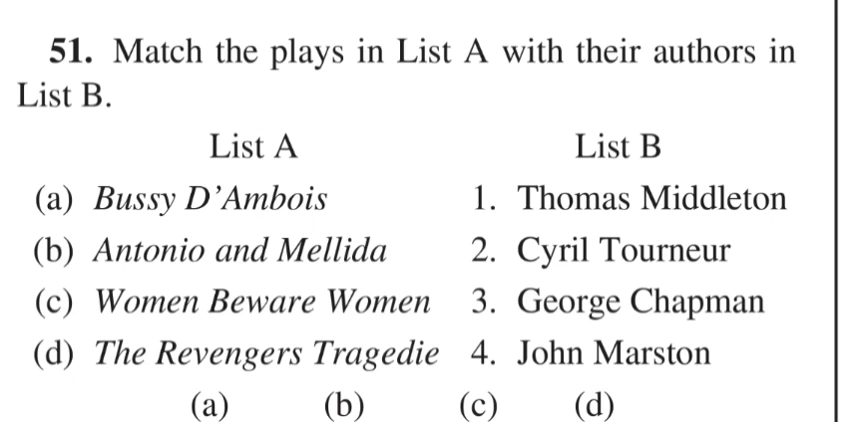 51. Match the plays in List A with their authors in
List B.
List A List B
(a) Bussy D’Ambois 1. Thomas Middleton
(b) Antonio and Mellida 2. Cyril Tourneur
(c) Women Beware Women 3. George Chapman
(d) The Revengers Tragedie 4. John Marston
(a) (b) (c) (d)